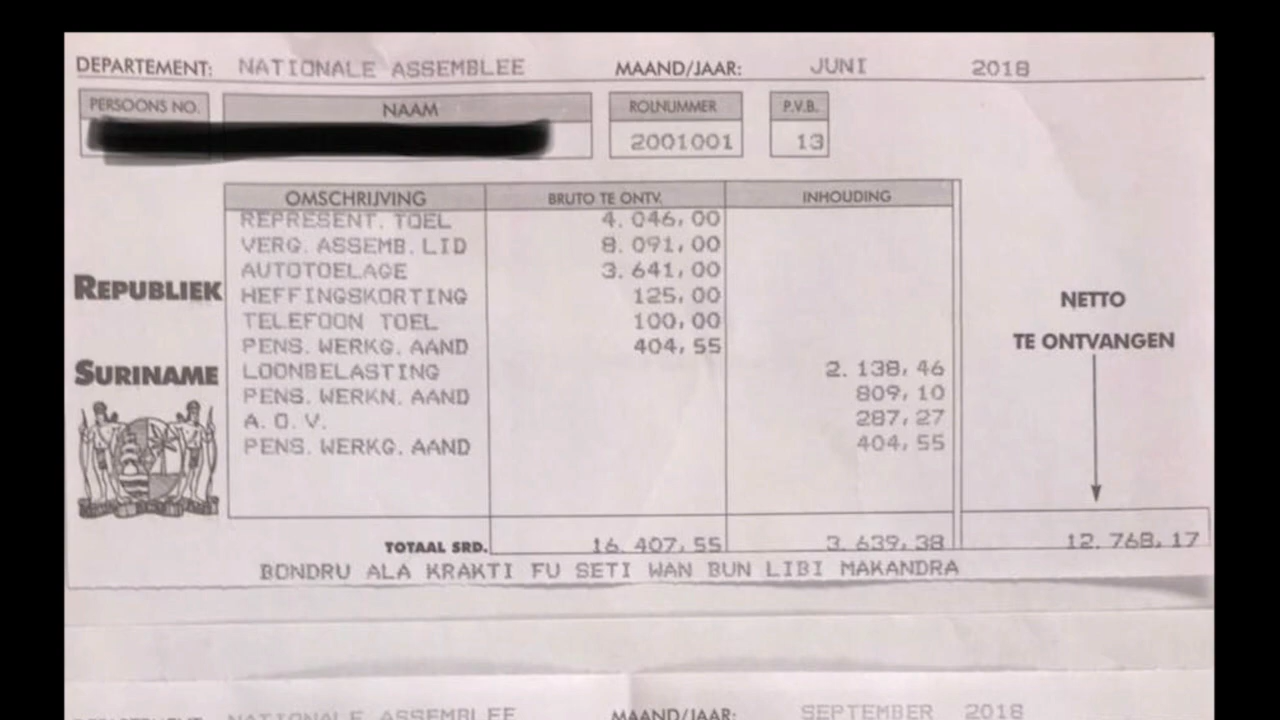 DEPARTEMENT: NATIONALE ASSEMBLEE MAAND/JAAR: JUNI 2018
PERSOONS NO. NAAM ROLNUMMER P.V.B.
2001001 13
OMSCHRIJVING BRUTO TE ONTV. INHOUDING
REPRESENT. TOEL 4.046,00
VERG. ASSEMB. LID 8.091,00
AUTOTOELAGE 3.641,00
REPUBLIEK HEFFINGSKORTING 125,00 NETTO
TELEFOON TOEL 100,00
PENS. WERKG. AAND 404,55 TE ONTVANGEN
SURINAME LOONBELASTING 2.138,46
PENS. WERKN. AAND 809,10
A.O.V. 287,27
PENS. WERKG. AAND 404,55
TOTAAL SRD. 16.407,55 3.639,38 12.768,17
BONDRU ALA KRAKTI FU SETI WAN BUN LIBI MAKANDRA
DEPARTEMENT: NATIONALE ASSEMBLEE MAAND/JAAR: SEPTEMBER 2018